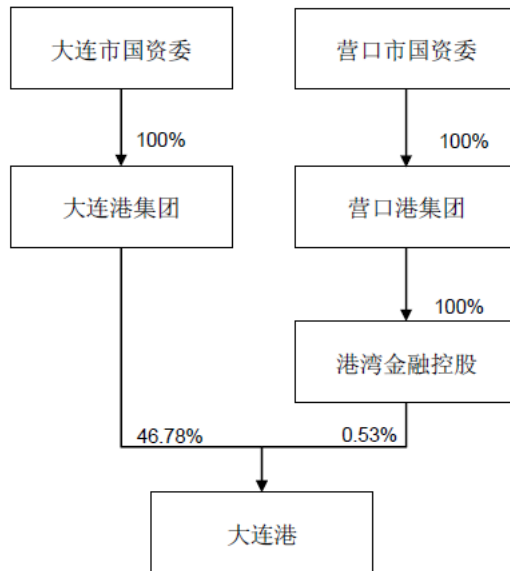 大连市国资委
营口市国资委
100%
100%
大连港集团
营口港集团
100%
港湾金融控股
46.78%
0.53%
大连港